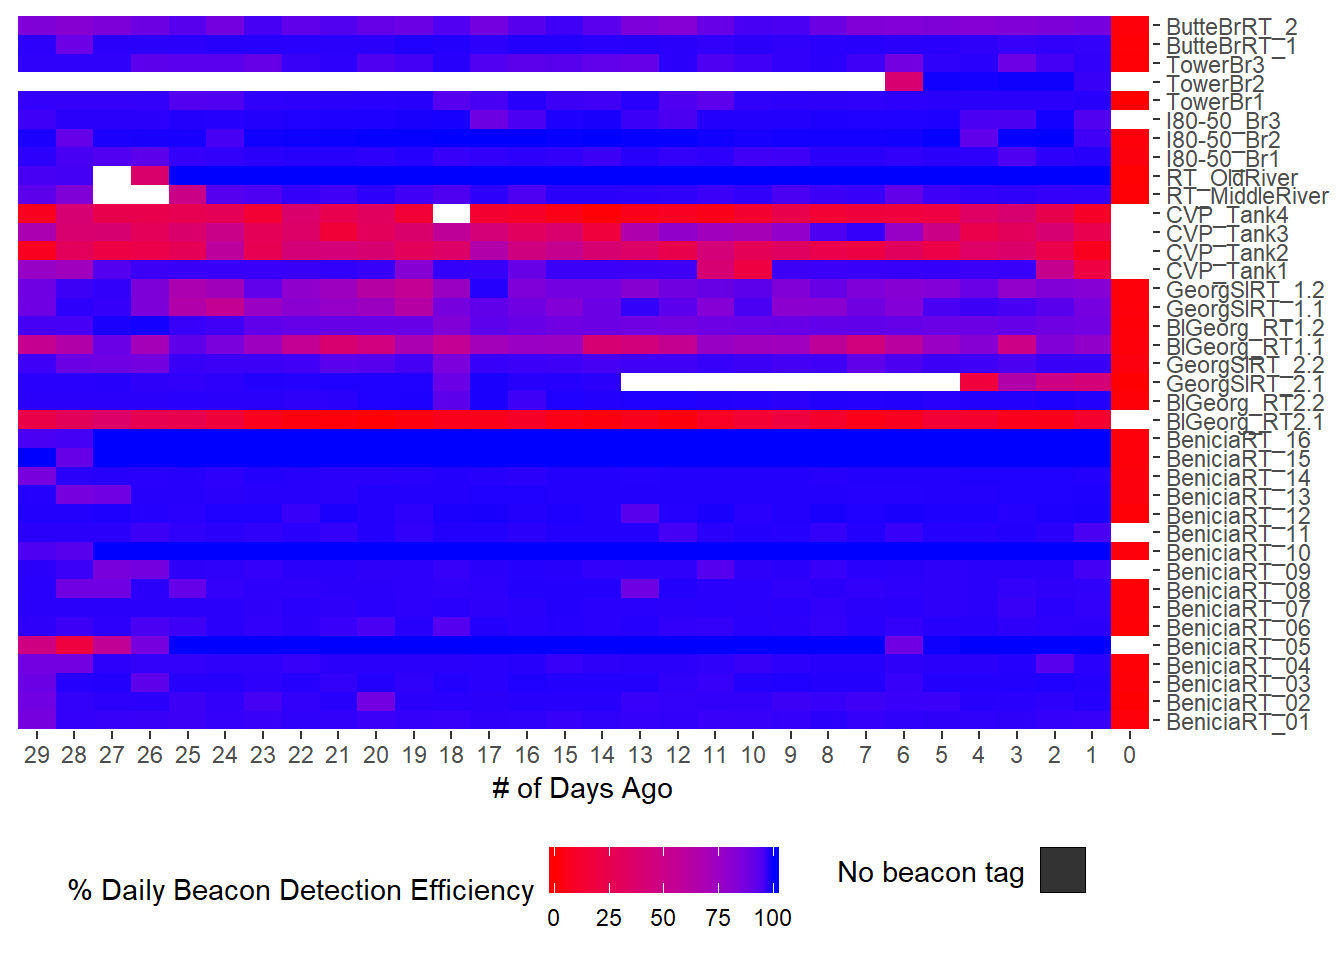 ButteBrRT_2
ButteBrRT_1
TowerBr3
TowerBr2
TowerBr1
I80-50_Br3
I80-50_Br2
I80-50_Br1
RT_OldRiver
RT_MiddleRiver
CVP_Tank4
CVP_Tank3
CVP_Tank2
CVP_Tank1
GeorgSlRT_1.2
GeorgSlRT_1.1
BlGeorg_RT1.2
BlGeorg_RT1.1
GeorgSlRT_2.2
GeorgSlRT_2.1
BlGeorg_RT2.2
BlGeorg_RT2.1
BeniciaRT_16
BeniciaRT_15
BeniciaRT_14
BeniciaRT_13
BeniciaRT_12
BeniciaRT_11
BeniciaRT_10
BeniciaRT_09
BeniciaRT_08
BeniciaRT_07
BeniciaRT_06
BeniciaRT_05
BeniciaRT_04
BeniciaRT_03
BeniciaRT_02
BeniciaRT_01
29 28 27 26 25 24 23 22 21 20 19 18 17 16 15 14 13 12 11 10 9 8 7 6 5 4 3 2 1 0
# of Days Ago
% Daily Beacon Detection Efficiency
0 25 50 75 100
No beacon tag